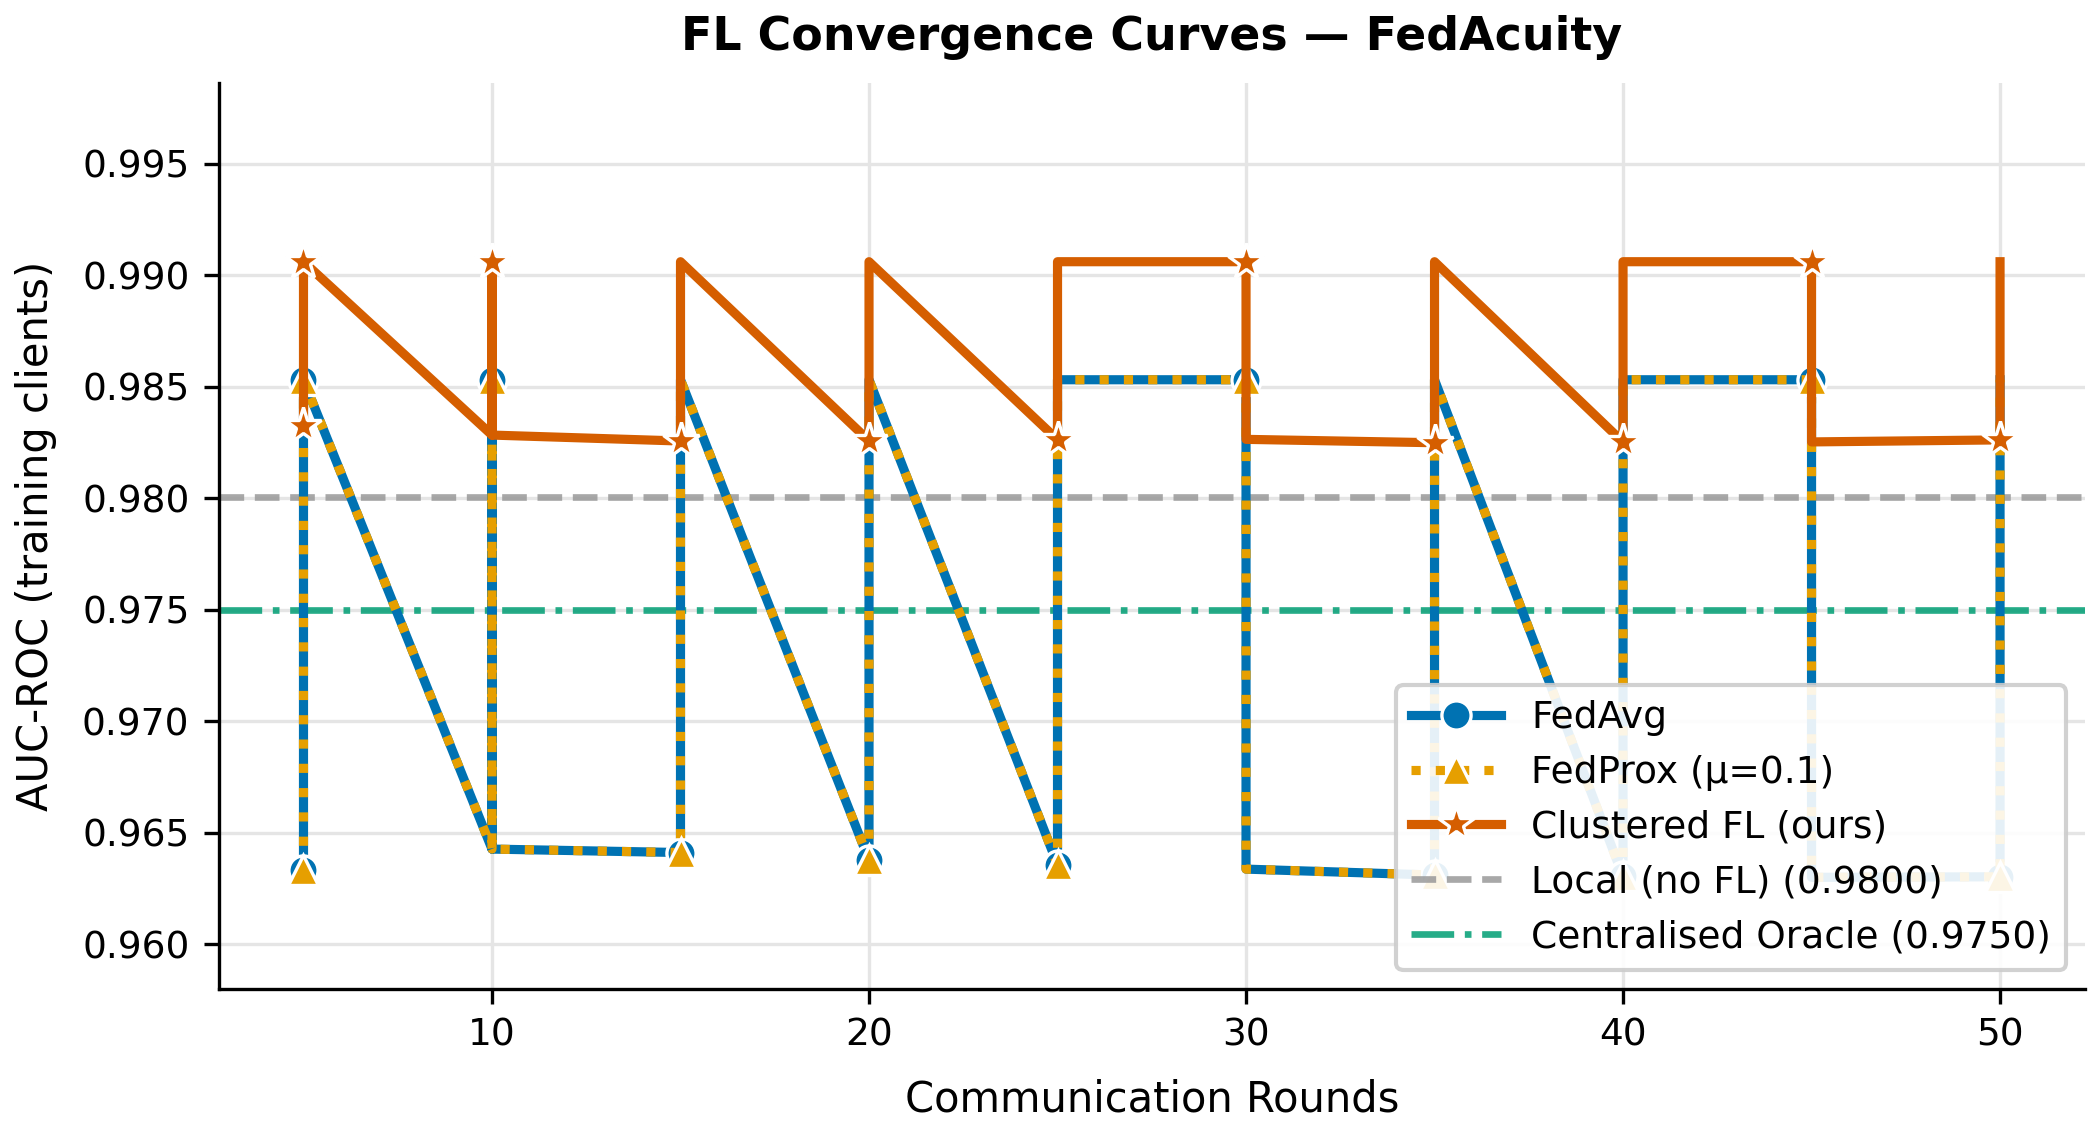 FL Convergence Curves — FedAcuity
AUC-ROC (training clients)
0.995
0.990
0.985
0.980
0.975
0.970
0.965
0.960
10 20 30 40 50
Communication Rounds
FedAvg
FedProx (μ=0.1)
Clustered FL (ours)
Local (no FL) (0.9800)
Centralised Oracle (0.9750)